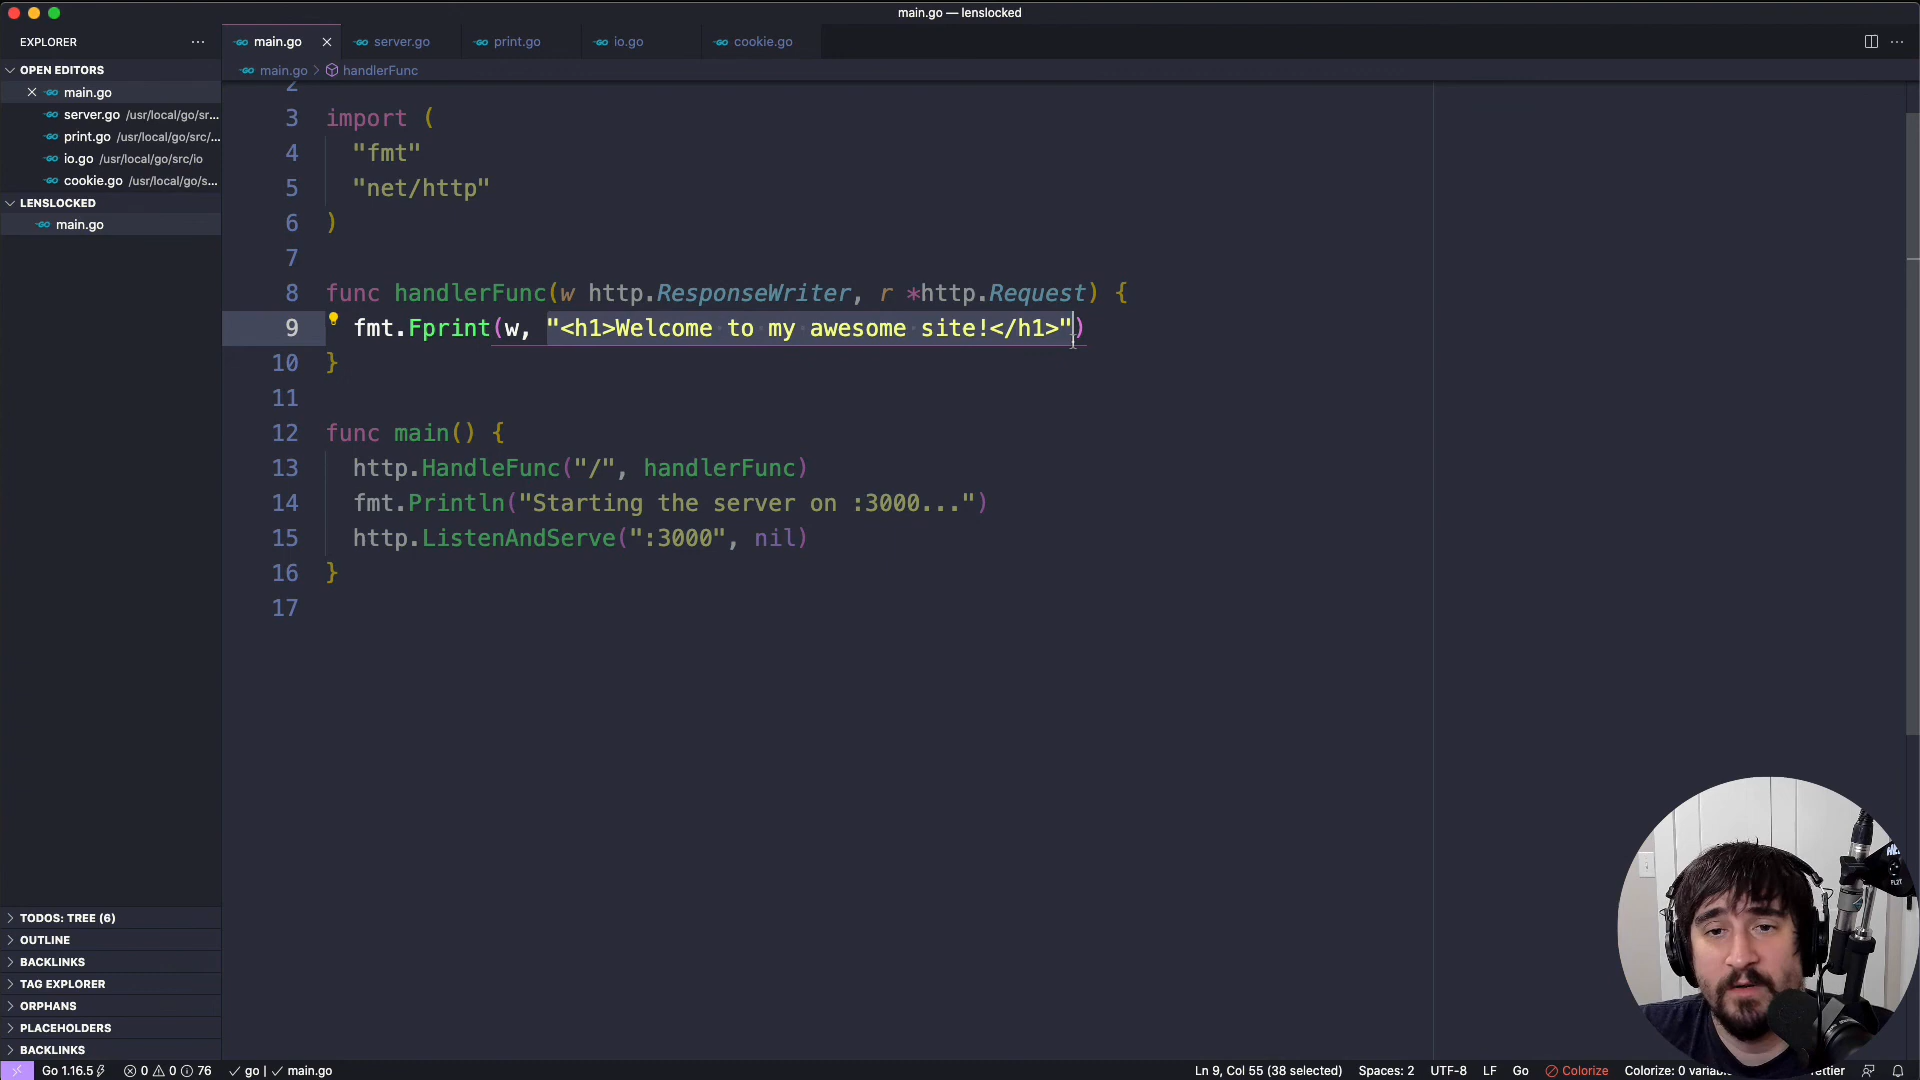 main.go — lenslocked
EXPLORER ···
main.go
server.go
print.go
io.go
cookie.go
···
main.go > handlerFunc
OPEN EDITORS
main.go
server.go /usr/local/go/sr...
print.go /usr/local/go/src/...
io.go /usr/local/go/src/io
cookie.go /usr/local/go/s...
LENSLOCKED
main.go
2
3 import (
4 "fmt"
5 "net/http"
6 )
7
8 func handlerFunc(w http.ResponseWriter, r *http.Request) {
9 fmt.Fprint(w, "<h1>Welcome·to·my·awesome·site!</h1>")
10 }
11
12 func main() {
13 http.HandleFunc("/", handlerFunc)
14 fmt.Println("Starting the server on :3000...")
15 http.ListenAndServe(":3000", nil)
16 }
17
TODOS: TREE (6)
OUTLINE
BACKLINKS
TAG EXPLORER
ORPHANS
PLACEHOLDERS
BACKLINKS
Go 1.16.5 0 0 76 go | main.go
Ln 9, Col 55 (38 selected) Spaces: 2 UTF-8 LF Go Colorize Colorize: 0 variab rettier